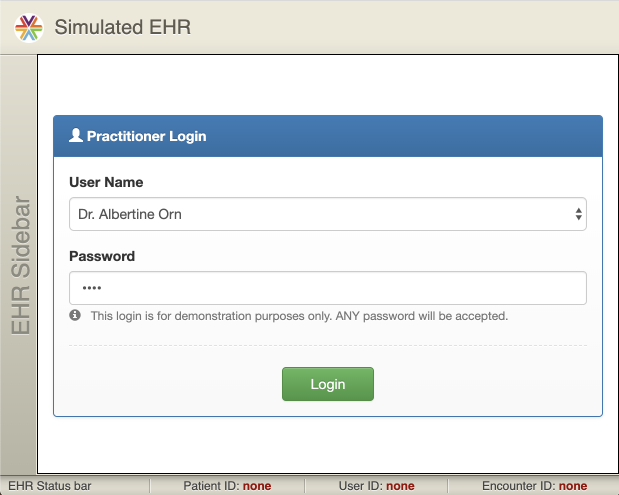 Simulated EHR
EHR Sidebar
Practitioner Login
User Name
Dr. Albertine Orn
Password
••••
This login is for demonstration purposes only. ANY password will be accepted.
Login
EHR Status bar Patient ID: none User ID: none Encounter ID: none